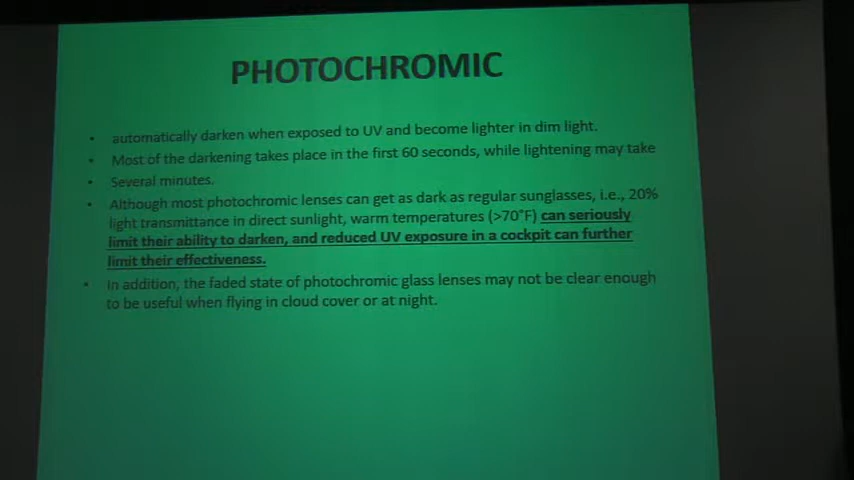 PHOTOCHROMIC
• automatically darken when exposed to UV and become lighter in dim light.
• Most of the darkening takes place in the first 60 seconds, while lightening may take
• Several minutes.
• Although most photochromic lenses can get as dark as regular sunglasses, i.e., 20%
light transmittance in direct sunlight, warm temperatures (>70°F) can seriously
limit their ability to darken, and reduced UV exposure in a cockpit can further
limit their effectiveness.
• In addition, the faded state of photochromic glass lenses may not be clear enough
to be useful when flying in cloud cover or at night.